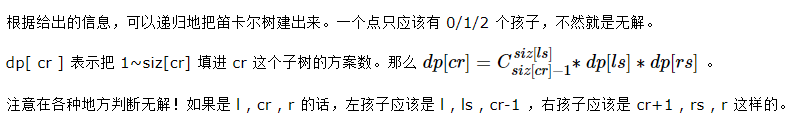 根据给出的信息，可以递归地把笛卡尔树建出来。一个点只应该有 0/1/2 个孩子，不然就是无解。
dp[ cr ] 表示把 1~siz[cr] 填进 cr 这个子树的方案数。那么 $dp[cr] = C_{siz[cr]-1}^{siz[ls]} * dp[ls] * dp[rs]$ 。
注意在各种地方判断无解！如果是 l , cr , r 的话，左孩子应该是 l , ls , cr-1 ，右孩子应该是 cr+1 , rs , r 这样的。